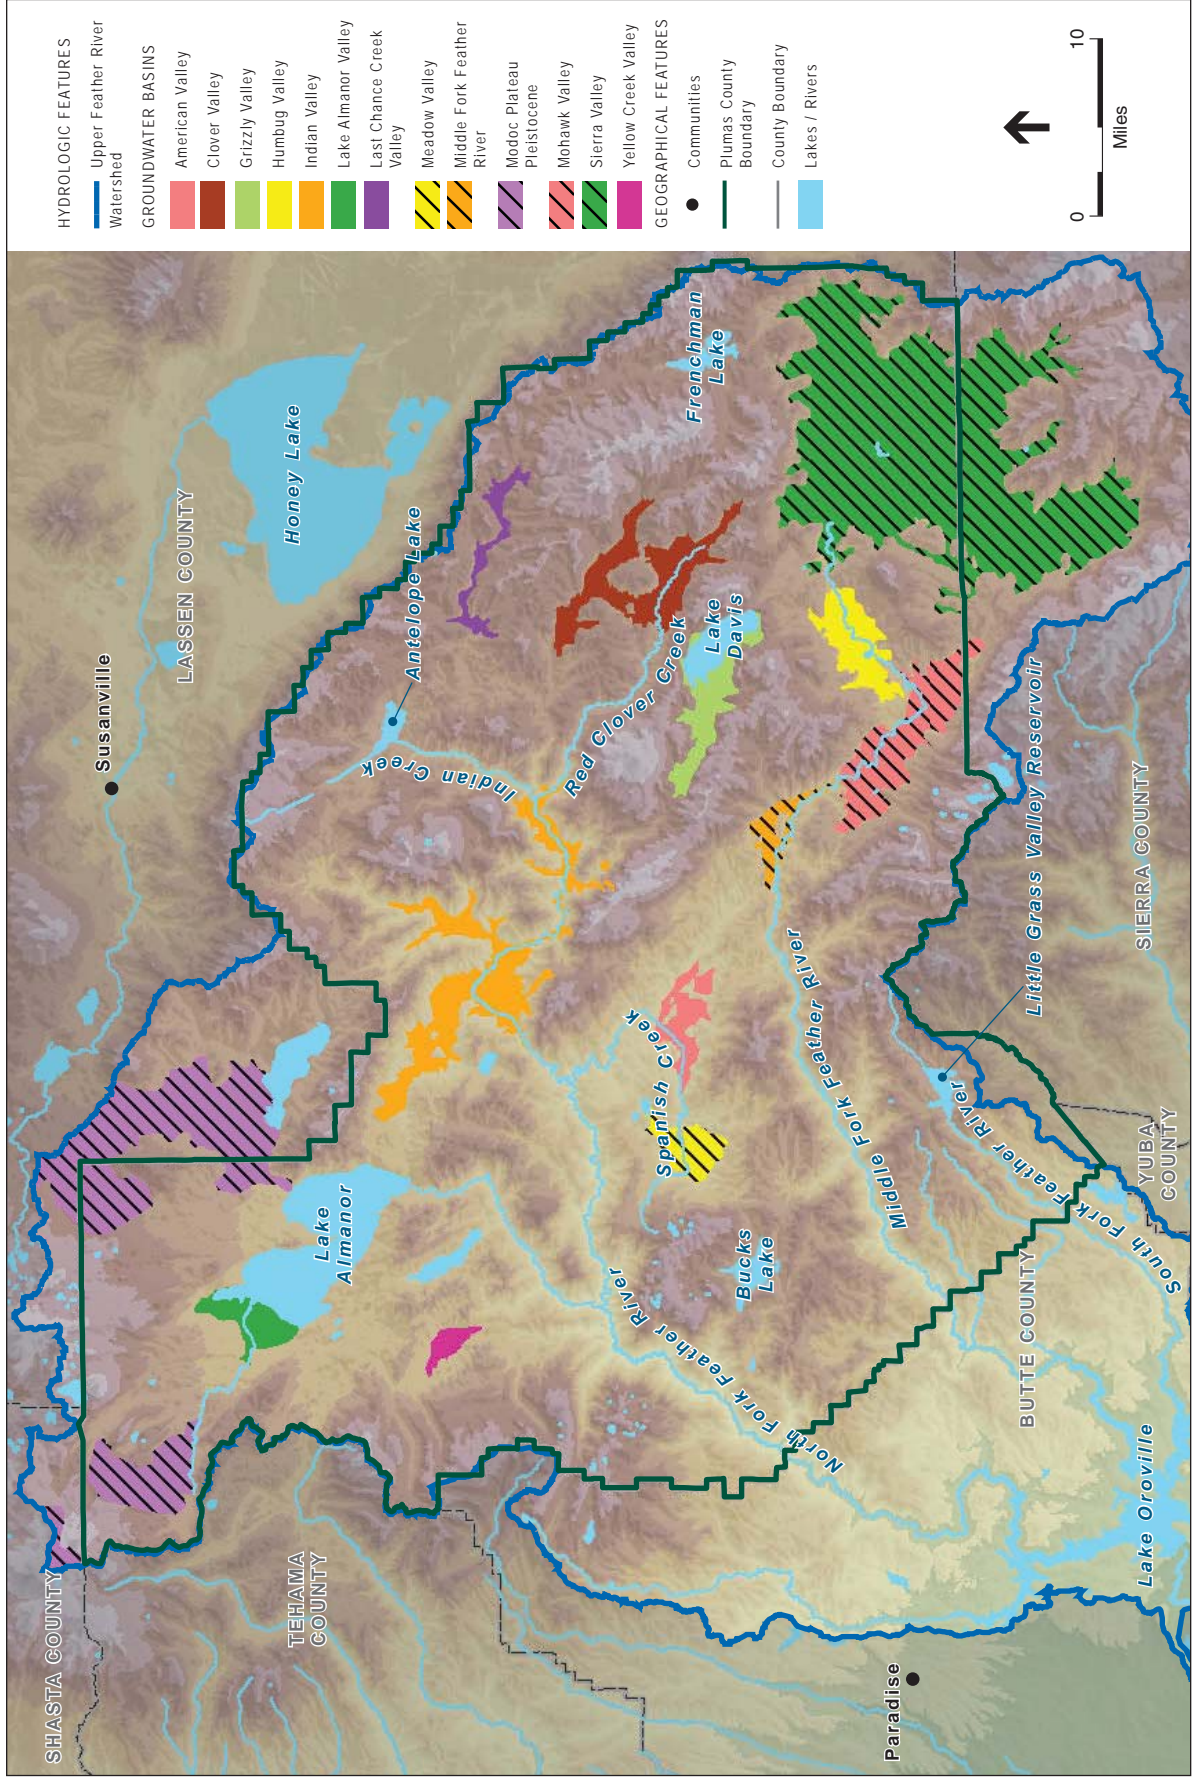 HYDROLOGIC FEATURES
Upper Feather River
Watershed
GROUNDWATER BASINS
American Valley
Clover Valley
Grizzly Valley
Humbug Valley
Indian Valley
Lake Almanor Valley
Last Chance Creek
Valley
Meadow Valley
Middle Fork Feather
River
Modoc Plateau
Pleistocene
Mohawk Valley
Sierra Valley
Yellow Creek Valley
GEOGRAPHICAL FEATURES
Communities
Plumas County
Boundary
County Boundary
Lakes / Rivers
0
10
Miles
SHASTA COUNTY
TEHAMA
COUNTY
LASSEN COUNTY
Susanville
Honey Lake
Antelope Lake
Indian Creek
Red Clover Creek
Lake
Davis
Frenchman
Lake
Lake
Almanor
Spanish Creek
Bucks
Lake
North Fork Feather River
Middle Fork Feather River
South Fork Feather River
Little Grass Valley Reservoir
Paradise
BUTTE COUNTY
Lake Oroville
YUBA
COUNTY
SIERRA COUNTY